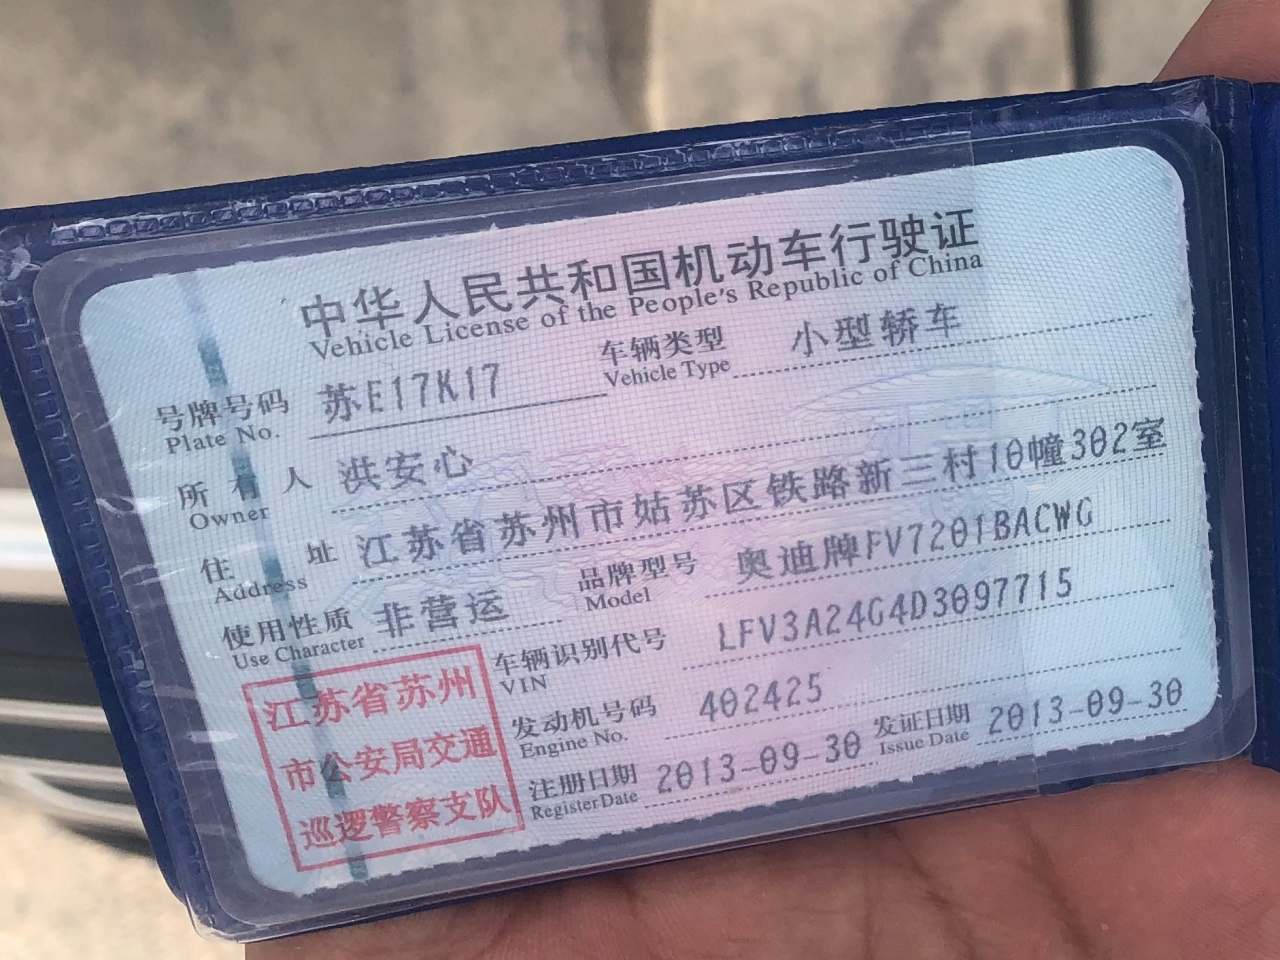 中华人民共和国机动车行驶证
Vehicle License of the People's Republic of China
号牌号码 苏E17K17 车辆类型 小型轿车
Plate No. Vehicle Type
所有人 洪安心
Owner
住址 江苏省苏州市姑苏区铁路新三村10幢302室
Address
使用性质 非营运 品牌型号 奥迪牌FV7201BACWG
Use Character Model
车辆识别代号 LFV3A24G4D3097715
VIN
发动机号码 402425
Engine No.
注册日期 2013-09-30 发证日期 2013-09-30
Register Date Issue Date
江苏省苏州
市公安局交通
巡逻警察支队